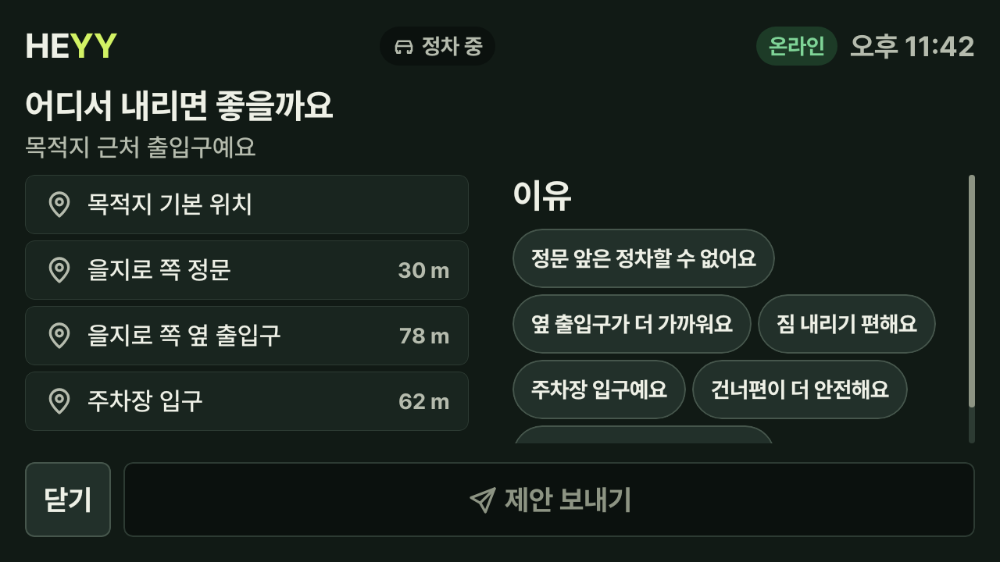 HEYY
정차 중
온라인
오후 11:42
어디서 내리면 좋을까요
목적지 근처 출입구예요
목적지 기본 위치
을지로 쪽 정문 30 m
을지로 쪽 옆 출입구 78 m
주차장 입구 62 m
이유
정문 앞은 정차할 수 없어요
옆 출입구가 더 가까워요
짐 내리기 편해요
주차장 입구예요
건너편이 더 안전해요
닫기
제안 보내기